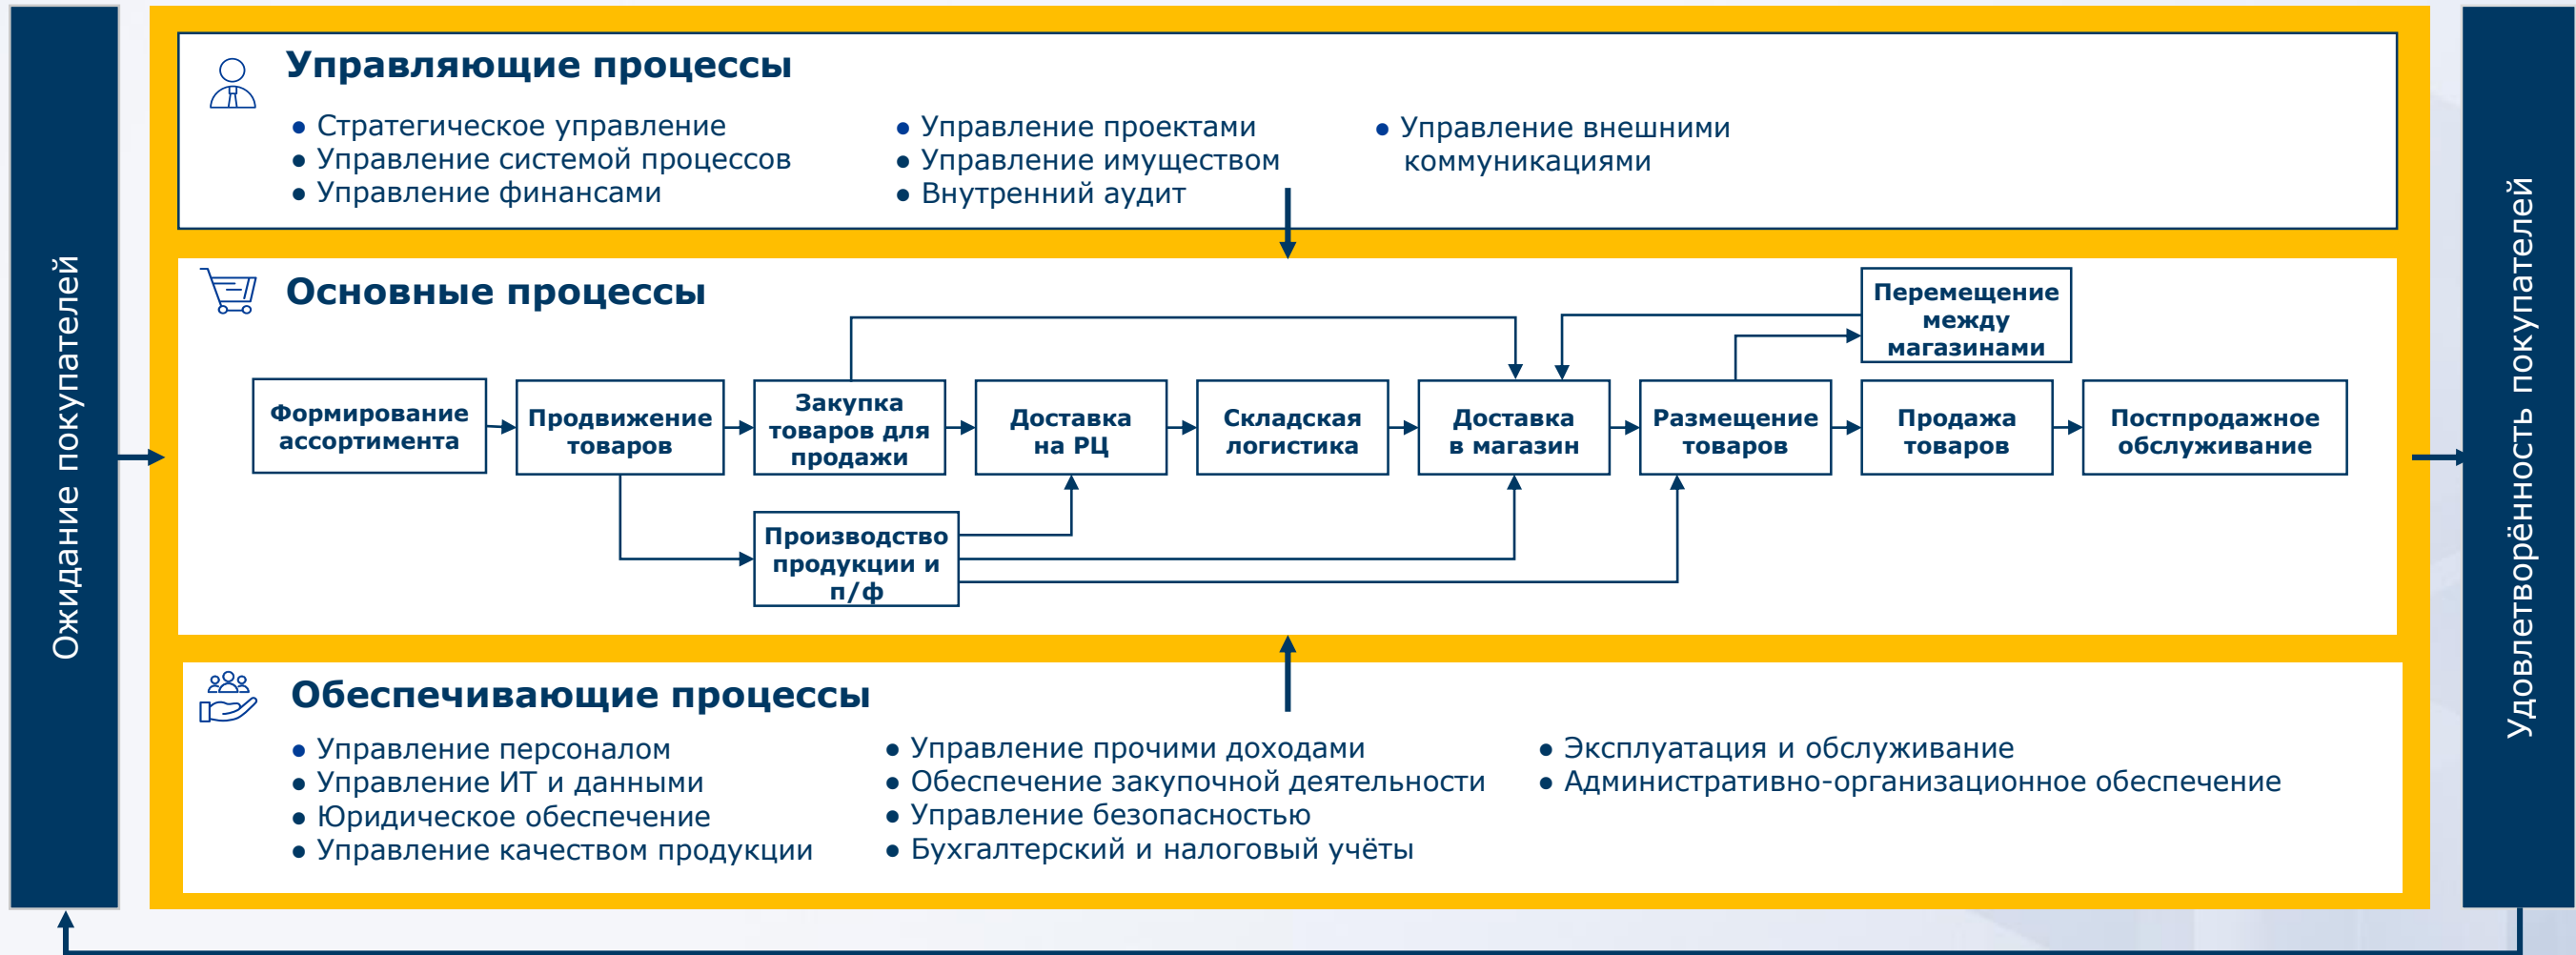 Ожидание покупателей
Управляющие процессы
● Стратегическое управление
● Управление системой процессов
● Управление финансами
● Управление проектами
● Управление имуществом
● Внутренний аудит
● Управление внешними
коммуникациями
Основные процессы
Перемещение
между
магазинами
Формирование
ассортимента
Продвижение
товаров
Закупка
товаров для
продажи
Доставка
на РЦ
Складская
логистика
Доставка
в магазин
Размещение
товаров
Продажа
товаров
Постпродажное
обслуживание
Производство
продукции и
п/ф
Обеспечивающие процессы
● Управление персоналом
● Управление ИТ и данными
● Юридическое обеспечение
● Управление качеством продукции
● Управление прочими доходами
● Обеспечение закупочной деятельности
● Управление безопасностью
● Бухгалтерский и налоговый учёты
● Эксплуатация и обслуживание
● Административно-организационное обеспечение
Удовлетворённость покупателей